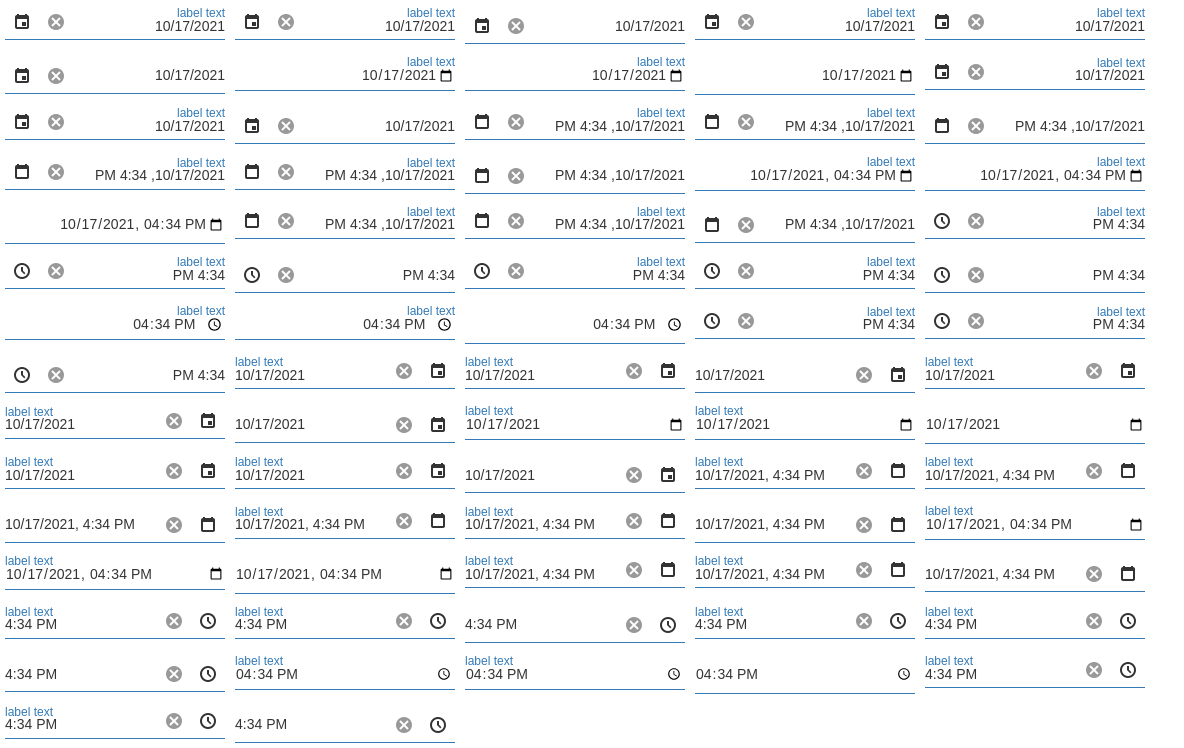 label text
10/17/2021
label text
10/17/2021
10/17/2021
label text
10/17/2021
label text
10/17/2021
10/17/2021
label text
10/17/2021
label text
10/17/2021
10/17/2021
label text
10/17/2021
label text
10/17/2021
10/17/2021
label text
PM 4:34 ,10/17/2021
label text
PM 4:34 ,10/17/2021
PM 4:34 ,10/17/2021
label text
PM 4:34 ,10/17/2021
label text
PM 4:34 ,10/17/2021
PM 4:34 ,10/17/2021
label text
10/17/2021, 04:34 PM
label text
10/17/2021, 04:34 PM
10/17/2021, 04:34 PM
label text
PM 4:34 ,10/17/2021
label text
PM 4:34 ,10/17/2021
PM 4:34 ,10/17/2021
label text
PM 4:34
label text
PM 4:34
PM 4:34
label text
PM 4:34
label text
PM 4:34
PM 4:34
label text
04:34 PM
label text
04:34 PM
04:34 PM
label text
PM 4:34
label text
PM 4:34
PM 4:34
label text
10/17/2021
label text
10/17/2021
10/17/2021
label text
10/17/2021
label text
10/17/2021
10/17/2021
label text
10/17/2021
label text
10/17/2021
10/17/2021
label text
10/17/2021
label text
10/17/2021
10/17/2021
label text
10/17/2021, 4:34 PM
label text
10/17/2021, 4:34 PM
10/17/2021, 4:34 PM
label text
10/17/2021, 4:34 PM
label text
10/17/2021, 4:34 PM
10/17/2021, 4:34 PM
label text
10/17/2021, 04:34 PM
label text
10/17/2021, 04:34 PM
10/17/2021, 04:34 PM
label text
10/17/2021, 4:34 PM
label text
10/17/2021, 4:34 PM
10/17/2021, 4:34 PM
label text
4:34 PM
label text
4:34 PM
4:34 PM
label text
4:34 PM
label text
4:34 PM
4:34 PM
label text
04:34 PM
label text
04:34 PM
04:34 PM
label text
4:34 PM
label text
4:34 PM
4:34 PM